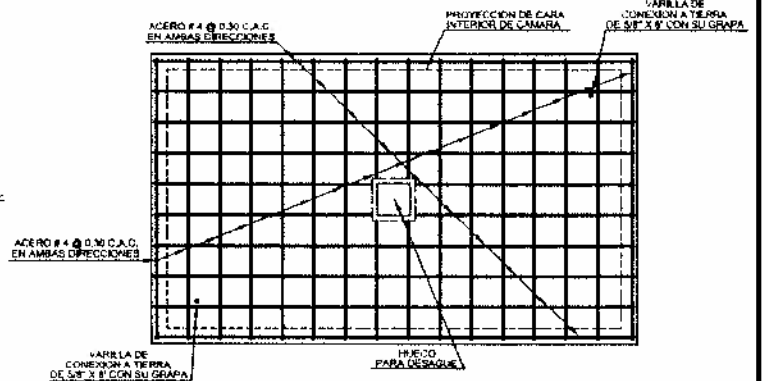 VARILLA DE
CONEXION A TIERRA
DE 5/8" X 8' CON SU GRAPA
PROYECCION DE CARA
INTERIOR DE CAMARA
ACERO # 4 @ 0.30 C.A.C.
EN AMBAS DIRECCIONES
ACERO # 4 @ 0.30 C.A.C.
EN AMBAS DIRECCIONES
VARILLA DE
CONEXION A TIERRA
DE 5/8" X 8' CON SU GRAPA
HUECO
PARA DESAGUE